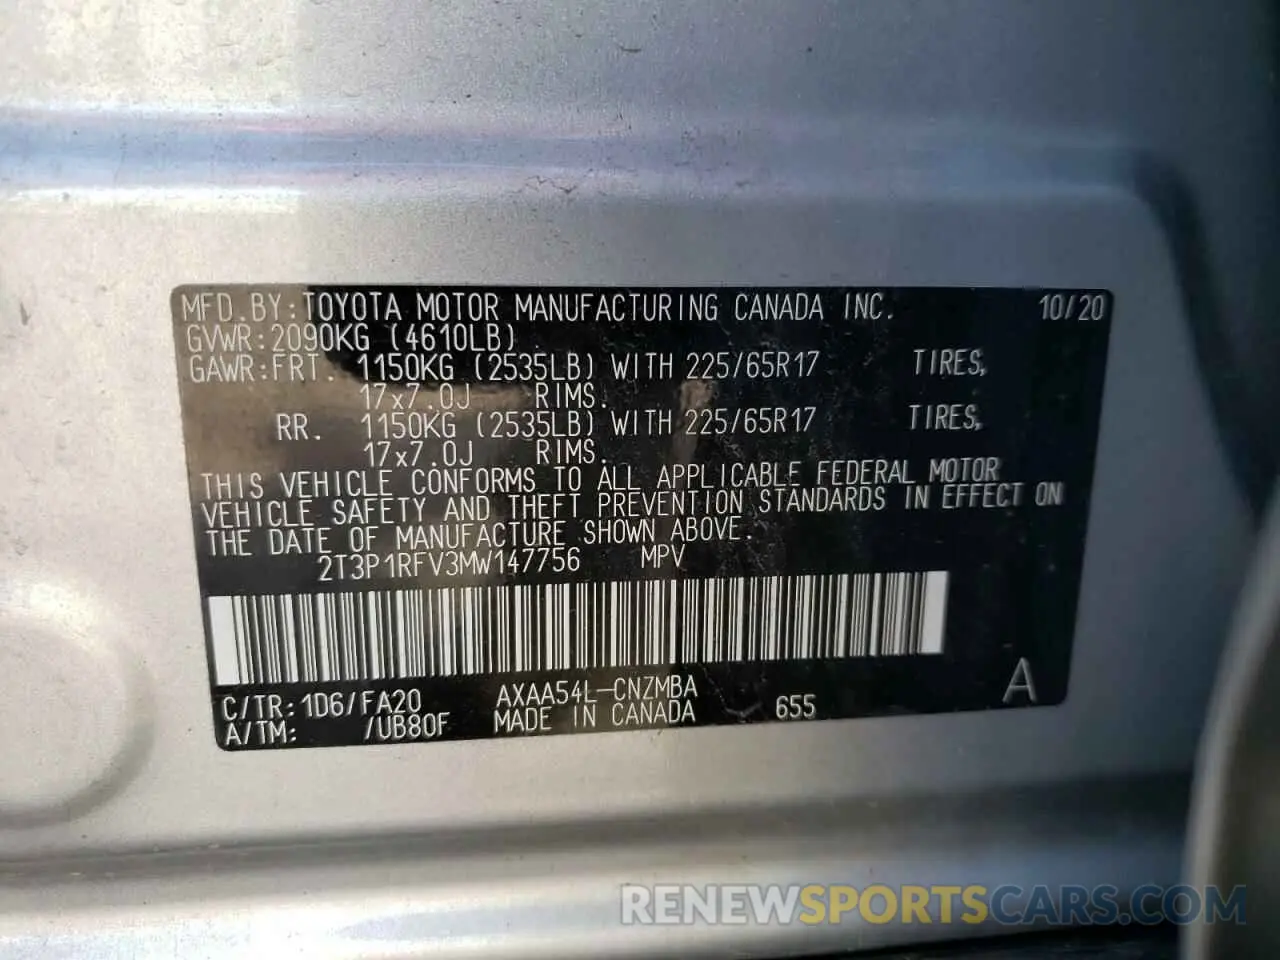 MFD.BY:TOYOTA MOTOR MANUFACTURING CANADA INC. 10/20
GVWR:2090KG (4610LB)
GAWR:FRT. 1150KG (2535LB) WITH 225/65R17 TIRES,
17x7.0J RIMS.
RR. 1150KG (2535LB) WITH 225/65R17 TIRES,
17x7.0J RIMS.
THIS VEHICLE CONFORMS TO ALL APPLICABLE FEDERAL MOTOR
VEHICLE SAFETY AND THEFT PREVENTION STANDARDS IN EFFECT ON
THE DATE OF MANUFACTURE SHOWN ABOVE.
2T3P1RFV3MW147756 MPV
C/TR:1D6/FA20 AXAA54L-CNZMBA A
A/TM: /UB80F MADE IN CANADA 655
RENEWSPORTSCARS.COM